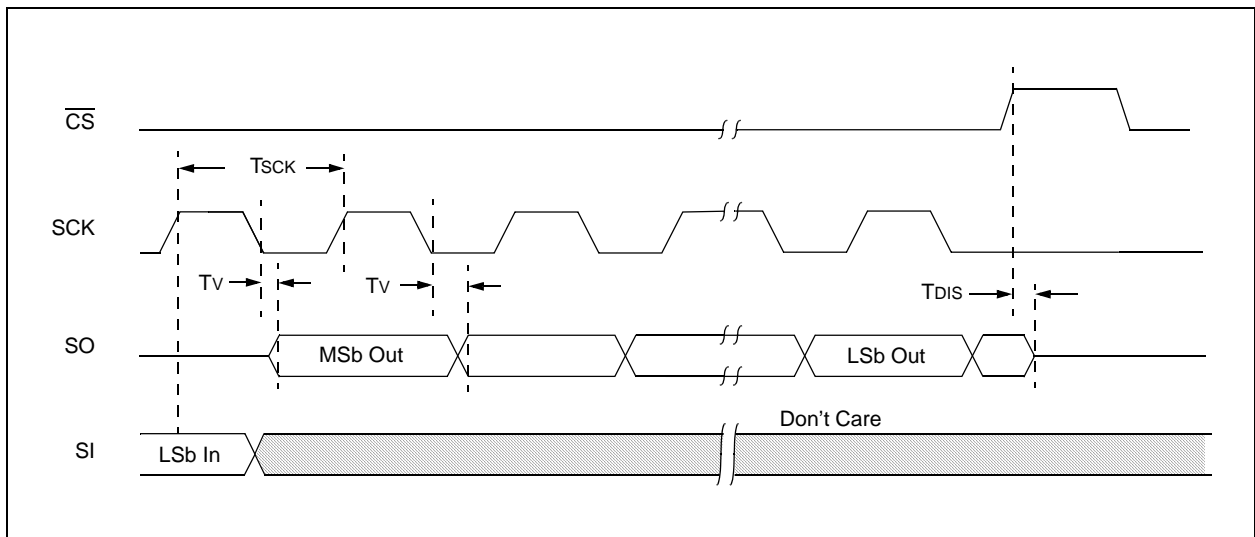 CS
TSCK
SCK
TV
TV
TDIS
SO
MSb Out
LSb Out
Don't Care
SI
LSb In